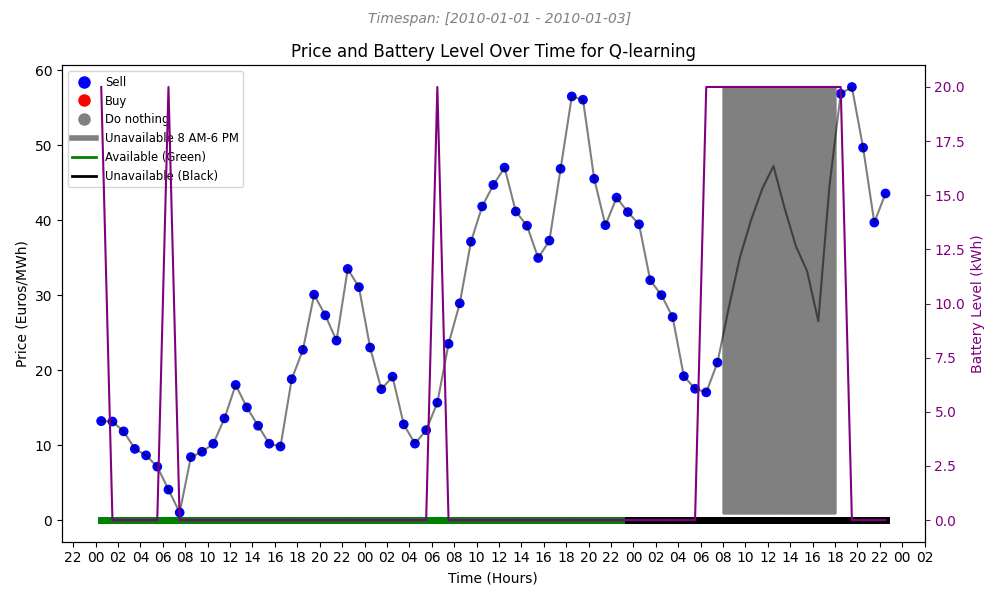 Timespan: [2010-01-01 - 2010-01-03]
Price and Battery Level Over Time for Q-learning
Sell
Buy
Do nothing
Unavailable 8 AM-6 PM
Available (Green)
Unavailable (Black)
Price (Euros/MWh)
60
50
40
30
20
10
0
20.0
17.5
15.0
12.5
10.0
7.5
5.0
2.5
0.0
Battery Level (kWh)
22 00 02 04 06 08 10 12 14 16 18 20 22 00 02 04 06 08 10 12 14 16 18 20 22 00 02 04 06 08 10 12 14 16 18 20 22 00 02
Time (Hours)